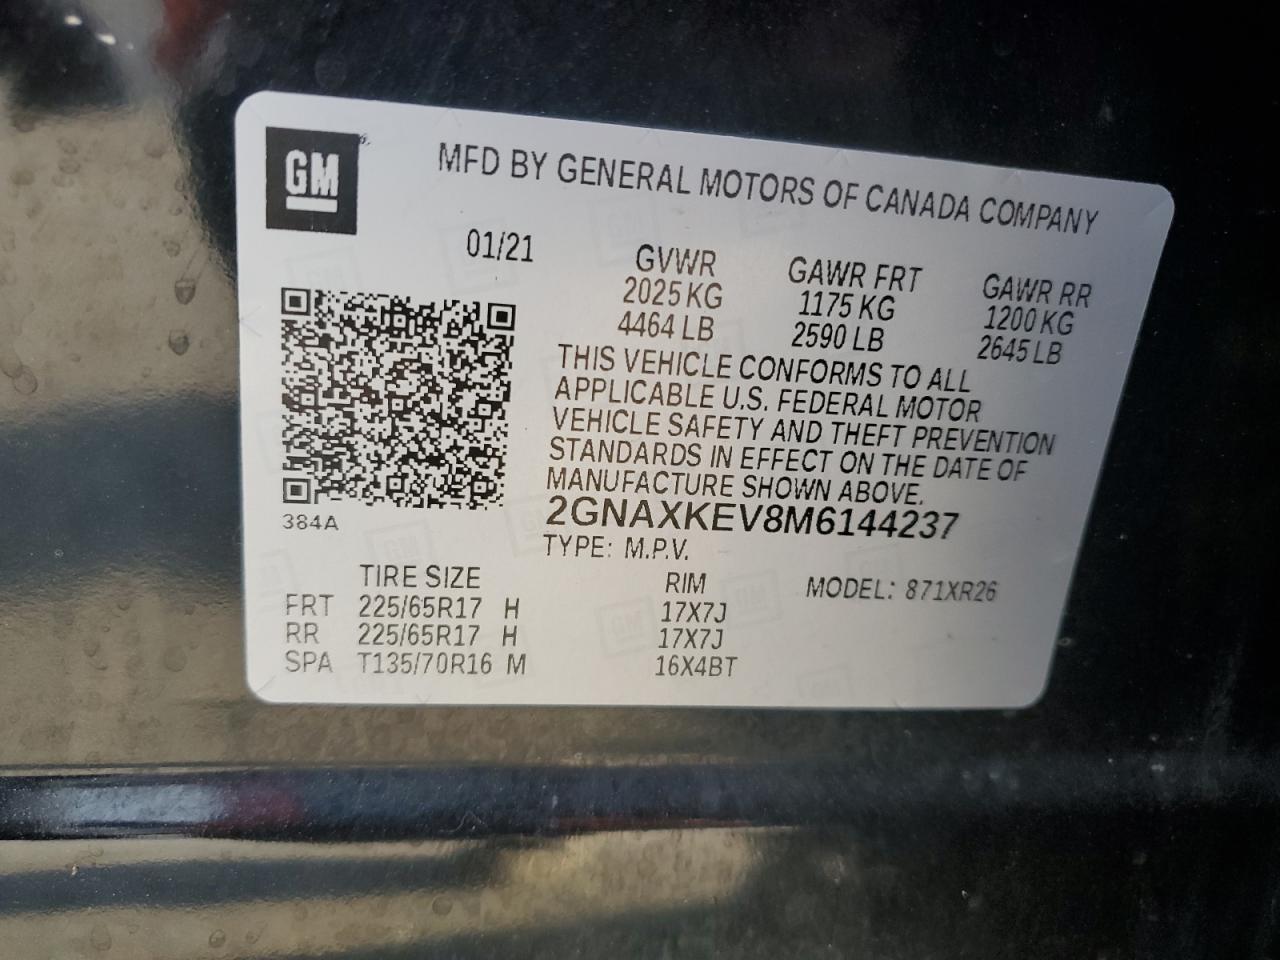 GM
MFD BY GENERAL MOTORS OF CANADA COMPANY
01/21
GVWR GAWR FRT GAWR RR
2025 KG 1175 KG 1200 KG
4464 LB 2590 LB 2645 LB
THIS VEHICLE CONFORMS TO ALL
APPLICABLE U.S. FEDERAL MOTOR
VEHICLE SAFETY AND THEFT PREVENTION
STANDARDS IN EFFECT ON THE DATE OF
MANUFACTURE SHOWN ABOVE.
2GNAXKEV8M6144237
384A
TYPE: M.P.V.
TIRE SIZE RIM MODEL: 871XR26
FRT 225/65R17 H 17X7J
RR 225/65R17 H 17X7J
SPA T135/70R16 M 16X4BT